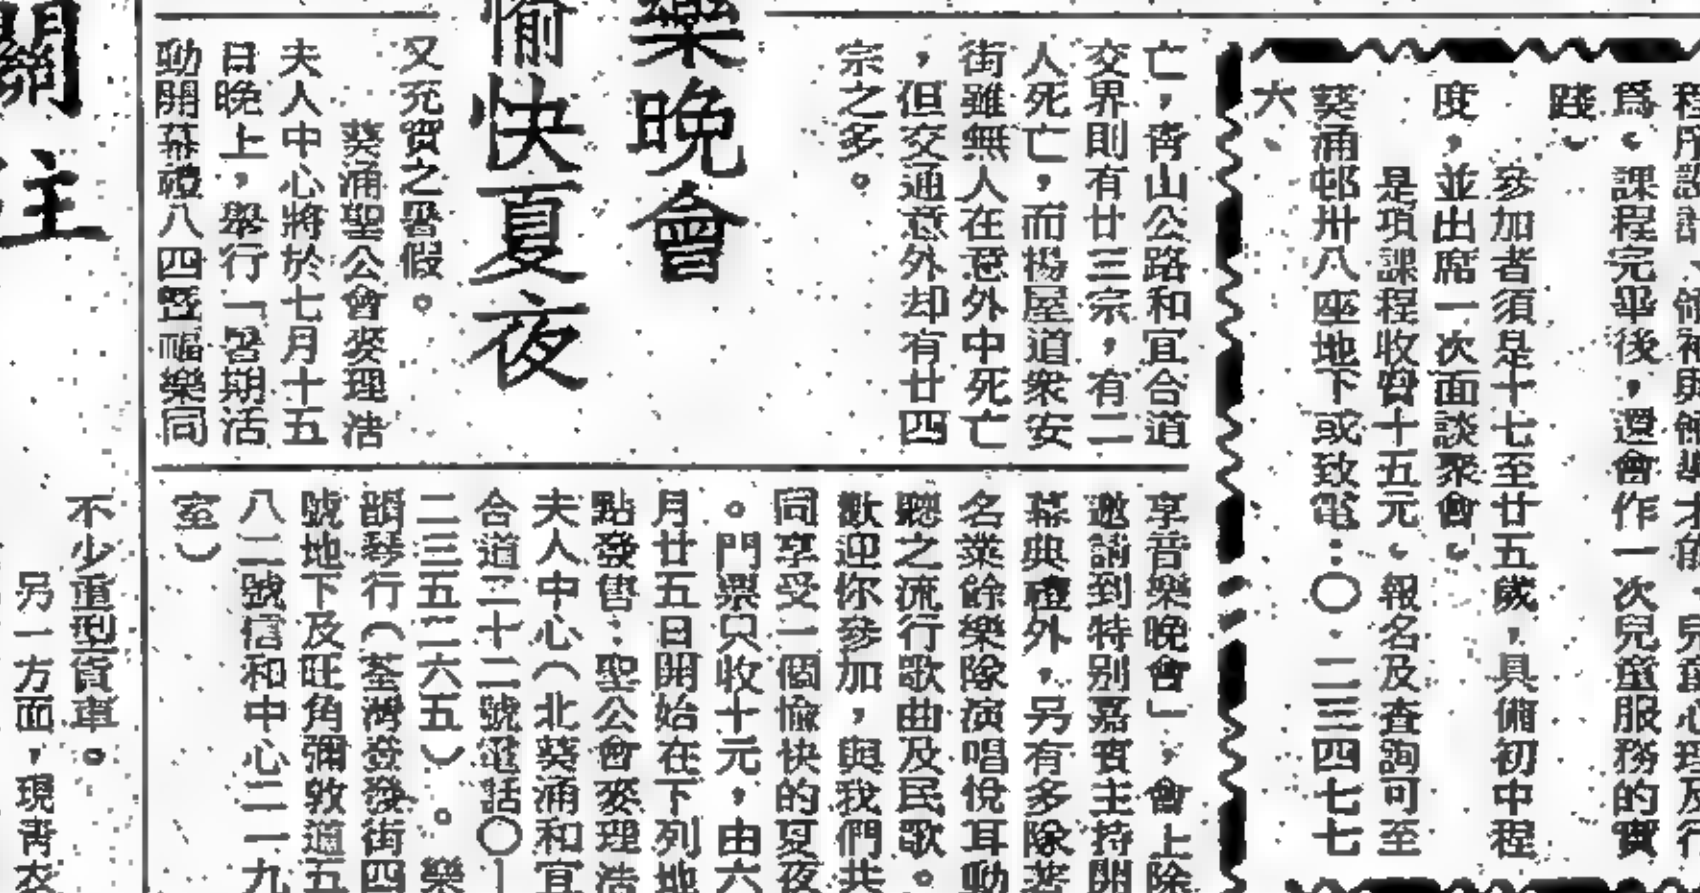 爲。課程完畢後，還會作一次兒童服務的實
踐。
參加者須是十七至廿五歲，具備初中程
度，並出席一次面談聚會。
是項課程收費十五元。報名及查詢可至
葵涌邨卅八座地下或致電：〇．二三四七七
六、
亡，青山公路和宜合道
交界則有廿三宗，有二
人死亡，而楊屋道衆安
街雖無人在意外中死亡
，但交通意外却有廿四
宗之多。
樂晚會
愉快夏夜
又充實之暑假。
葵涌聖公會麥理浩
夫人中心將於七月十五
日晚上，舉行「暑期活
動開幕禮八四暨福樂同
享音樂晚會」，會上除
邀請到特別嘉賓主持開
幕典禮外，另有多隊著
名業餘樂隊演唱悅耳動
聽之流行歌曲及民歌。
歡迎你參加，與我們共
同享受一個愉快的夏夜
。門票只收十元，由六
月廿五日開始在下列地
點發售：聖公會麥理浩
夫人中心（北葵涌和宜
合道二十二號電話〇—
二三五二六五）。樂
韻琴行（荃灣登發街四
號地下及旺角彌敦道五
八二號信和中心二一九
室）
關注
不少重型貨車。
另一方面，現青衣